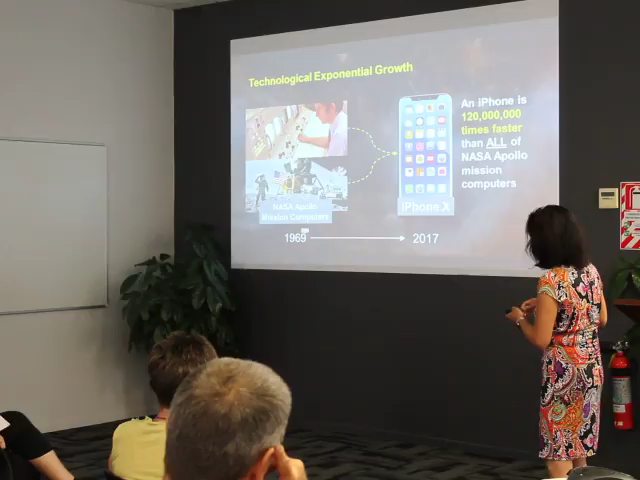 Technological Exponential Growth
An iPhone is
120,000,000
times faster
than ALL of
NASA Apollo
mission
computers
NASA Apollo
Mission Computers
iPhone X
1969
2017